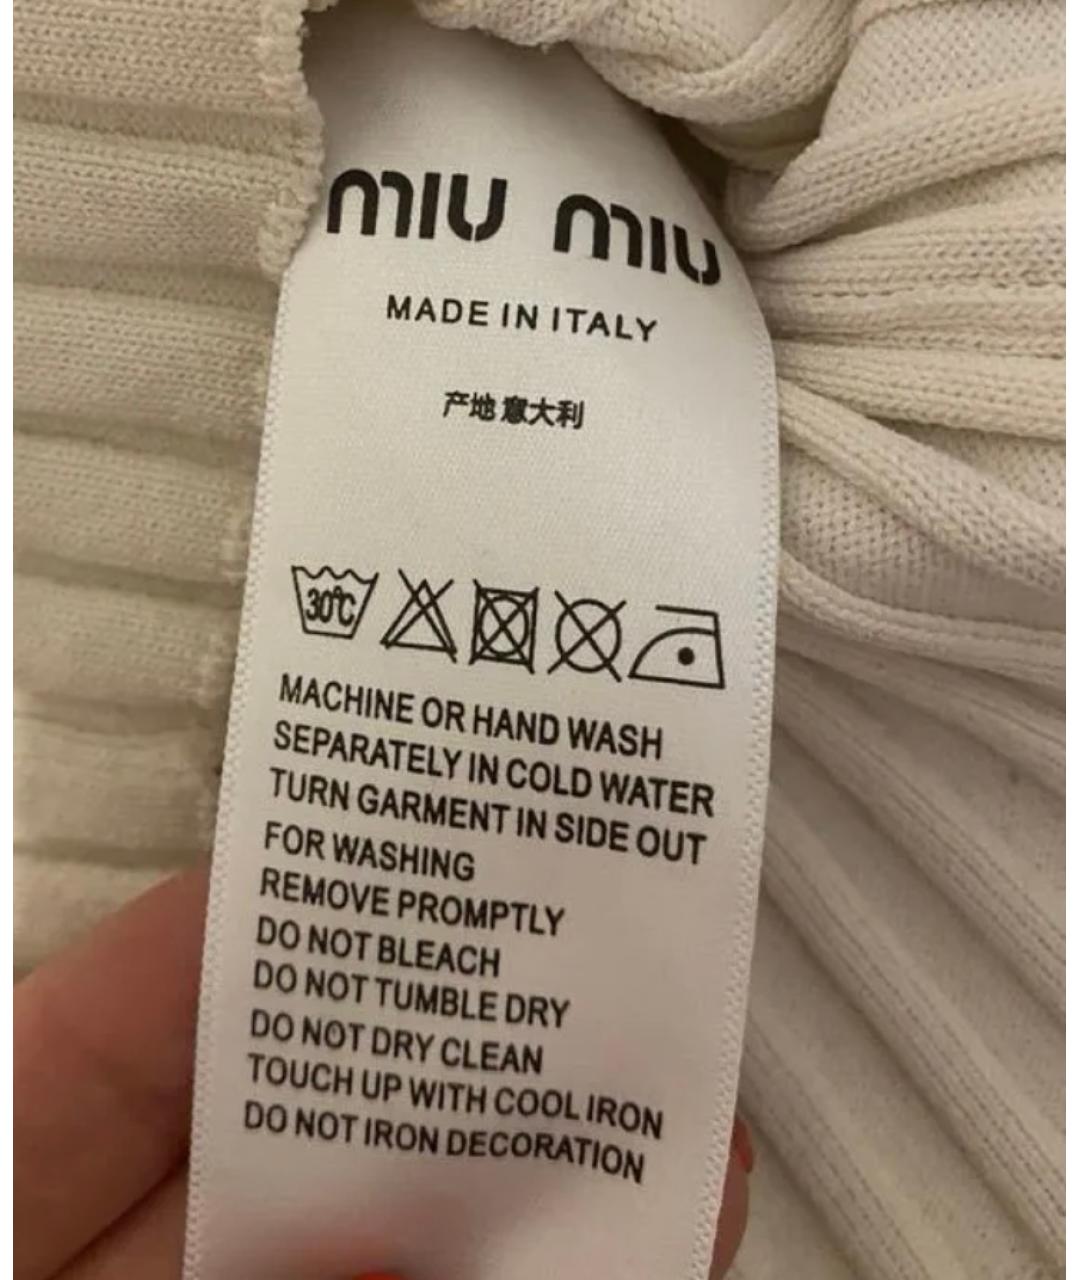 miu miu
MADE IN ITALY
产地 意大利
30℃
MACHINE OR HAND WASH
SEPARATELY IN COLD WATER
TURN GARMENT IN SIDE OUT
FOR WASHING
REMOVE PROMPTLY
DO NOT BLEACH
DO NOT TUMBLE DRY
DO NOT DRY CLEAN
TOUCH UP WITH COOL IRON
DO NOT IRON DECORATION